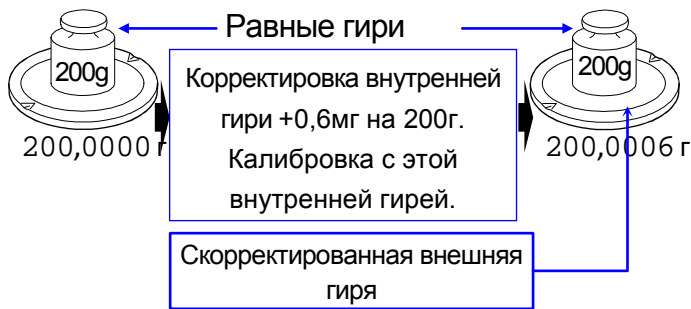 Равные гири
200g
200g
Корректировка внутренней
гири +0,6мг на 200г.
Калибровка с этой
внутренней гирей.
200,0000 г
200,0006 г
Скорректированная внешняя
гиря